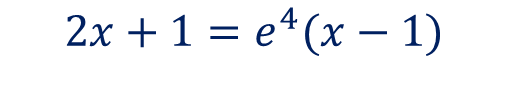 2x + 1 = e⁴(x − 1)